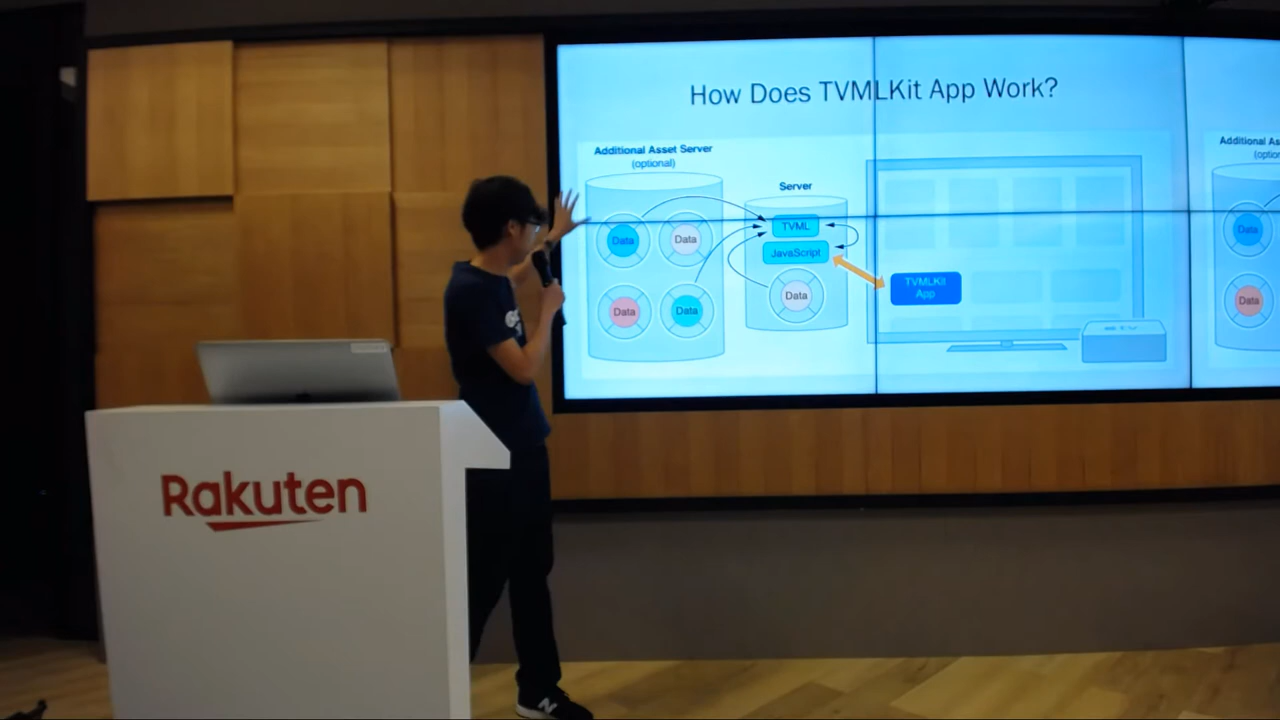 How Does TVMLKit App Work?
Additional Asset Server
(optional)
Server
Data
Data
Data
Data
TVML
JavaScript
Data
TVMLKit
App
Additional As
(optio
Data
Data
Rakuten